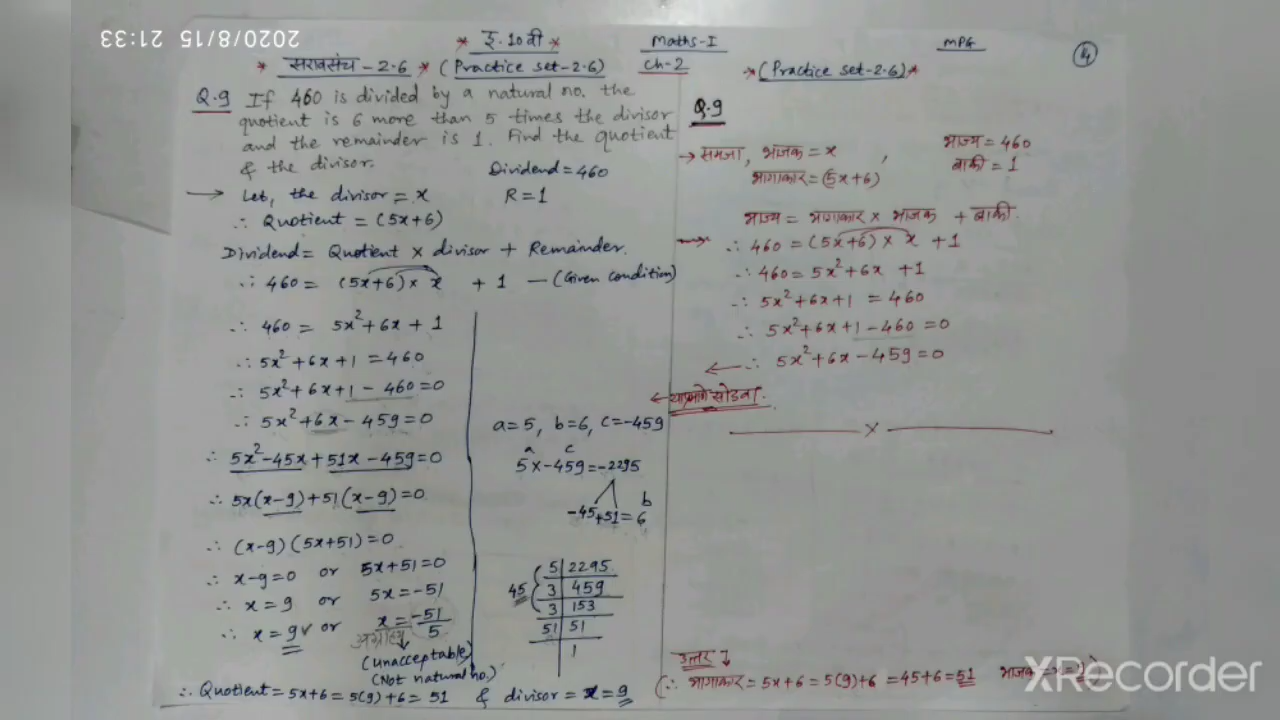 2020/8/15 21:33
* इ. 10 वी *
Maths-I
MPG
4
* सरावसंच - 2.6 * (Practice set-2.6)
Ch-2
* (Practice set-2.6) *
Q.9 If 460 is divided by a natural no. the
quotient is 6 more than 5 times the divisor
and the remainder is 1. Find the quotient
& the divisor.
Dividend = 460
→ Let, the divisor = x
R = 1
∴ Quotient = (5x+6)
Dividend = Quotient × divisor + Remainder.
∴ 460 = (5x+6) × x + 1 — (Given condition)
∴ 460 = 5x² + 6x + 1
∴ 5x² + 6x + 1 = 460
∴ 5x² + 6x + 1 - 460 = 0
∴ 5x² + 6x - 459 = 0
∴ 5x² - 45x + 51x - 459 = 0
∴ 5x(x-9) + 51(x-9) = 0
∴ (x-9) (5x+51) = 0
∴ x-9=0 or 5x+51=0
∴ x = 9 or 5x = -51
∴ x = 9 ✓ or x = -51/5
अग्राह्य
(Unacceptable)
(Not natural no.)
∴ Quotient = 5x+6 = 5(9)+6 = 51 & divisor = x = 9
a=5, b=6, c=-459
a c
5 × -459 = -2295
b
-45 +51 = 6
5 | 2295
45 { 3 | 459
3 | 153
51 | 51
| 1
Q.9
→ समजा, भाजक = x , भाज्य = 460
भागाकार = (5x+6) बाकी = 1
भाज्य = भागाकार × भाजक + बाकी.
∴ 460 = (5x+6) × x + 1
∴ 460 = 5x² + 6x + 1
∴ 5x² + 6x + 1 = 460
∴ 5x² + 6x + 1 - 460 = 0
← ∴ 5x² + 6x - 459 = 0
← याप्रमाणे सोडवा.
——— × ———
उत्तर ↓
(∴ भागाकार = 5x+6 = 5(9)+6 = 45+6 = 51 भाजक = x = 9)
XRecorder